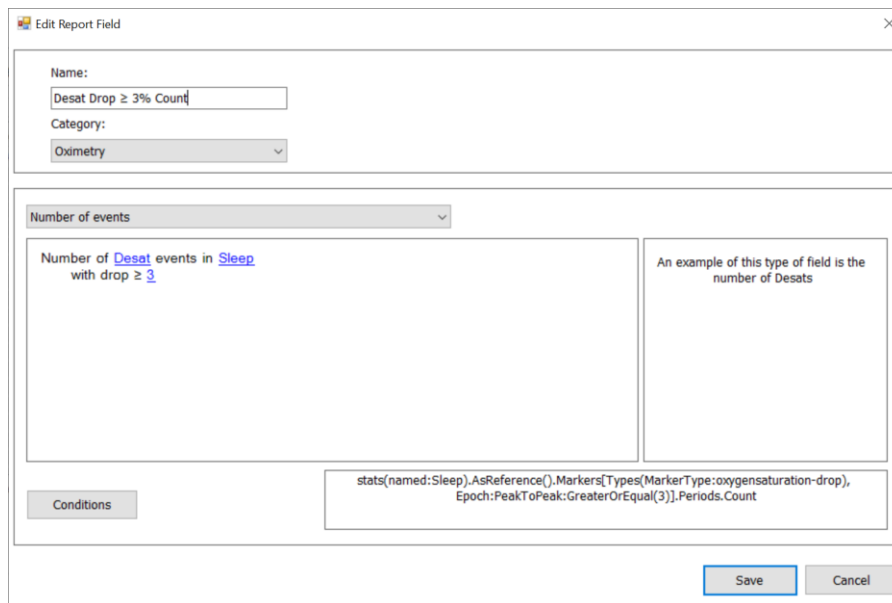 Edit Report Field
Name:
Desat Drop ≥ 3% Count
Category:
Oximetry
Number of events
Number of Desat events in Sleep
with drop ≥ 3
An example of this type of field is the
number of Desats
Conditions
stats(named:Sleep).AsReference().Markers[Types(MarkerType:oxygensaturation-drop),
Epoch:PeakToPeak:GreaterOrEqual(3)].Periods.Count
Save
Cancel